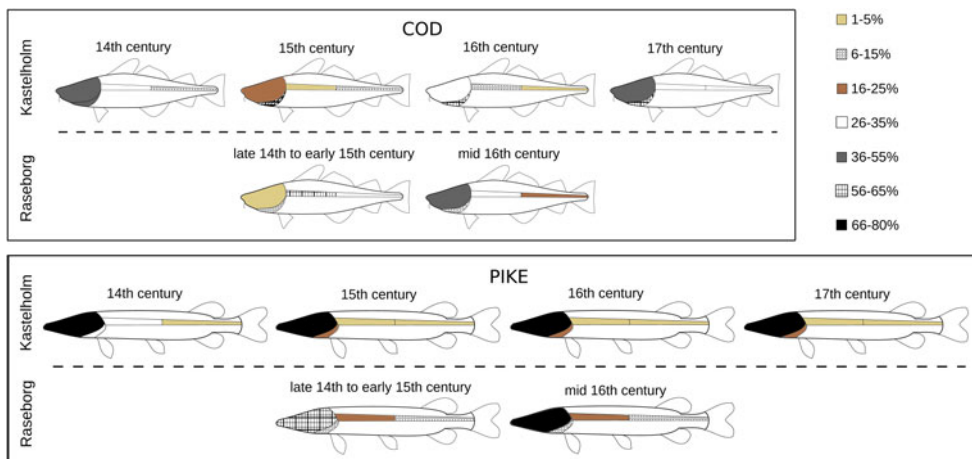 COD
14th century
15th century
16th century
17th century
Kastelholm
late 14th to early 15th century
mid 16th century
Raseborg
1-5%
6-15%
16-25%
26-35%
36-55%
56-65%
66-80%
PIKE
14th century
15th century
16th century
17th century
Kastelholm
late 14th to early 15th century
mid 16th century
Raseborg